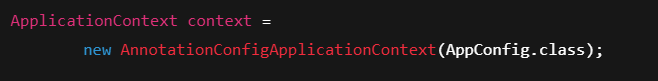 ApplicationContext context =
new AnnotationConfigApplicationContext(AppConfig.class);